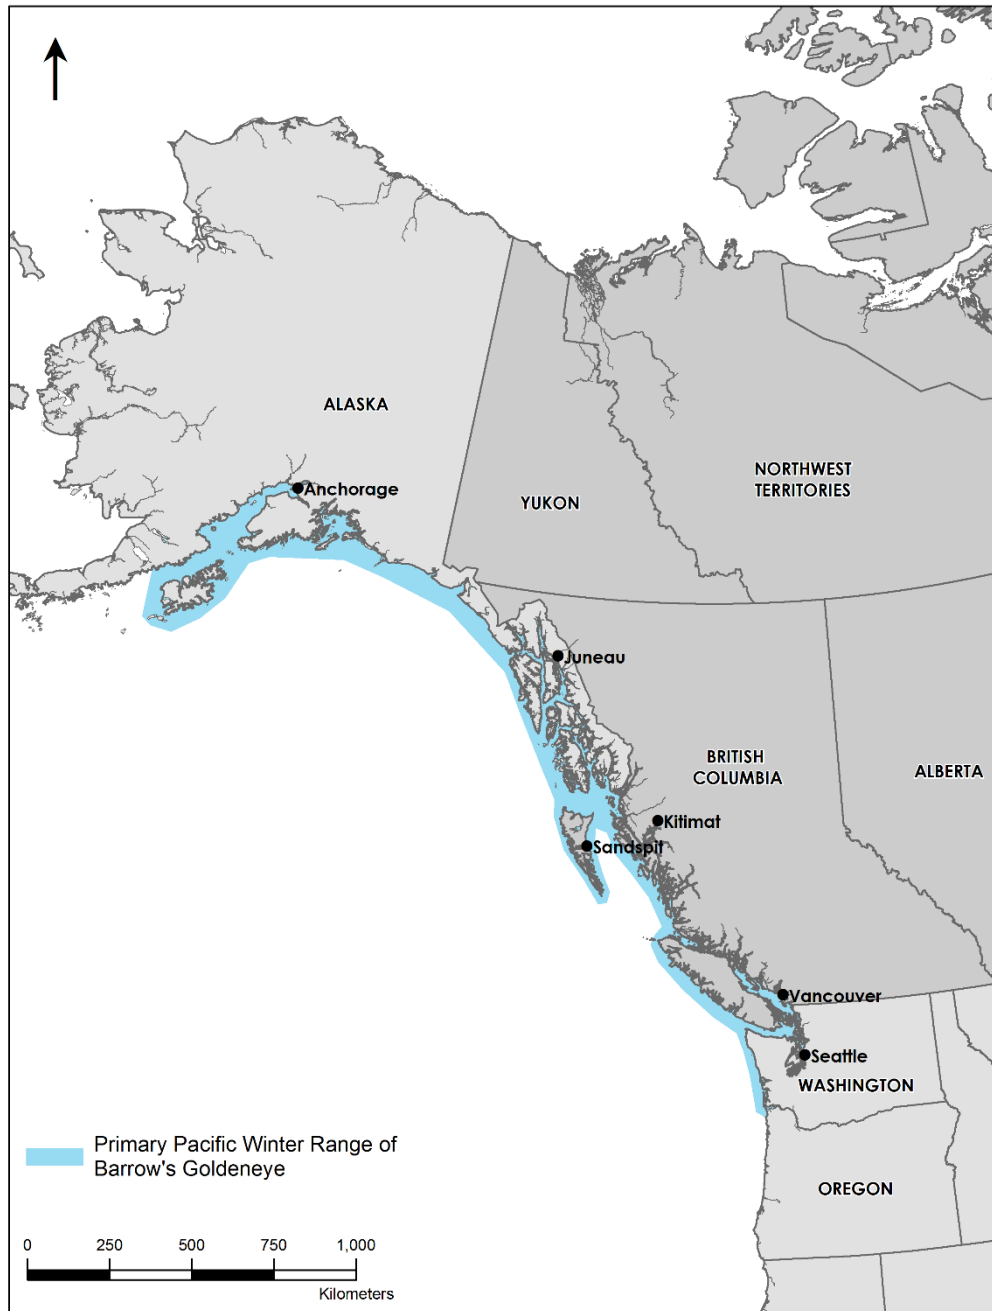 ALASKA
Anchorage
YUKON
NORTHWEST
TERRITORIES
Juneau
BRITISH
COLUMBIA
ALBERTA
Kitimat
Sandspit
Vancouver
Seattle
WASHINGTON
OREGON
Primary Pacific Winter Range of
Barrow's Goldeneye
0 250 500 750 1,000
Kilometers